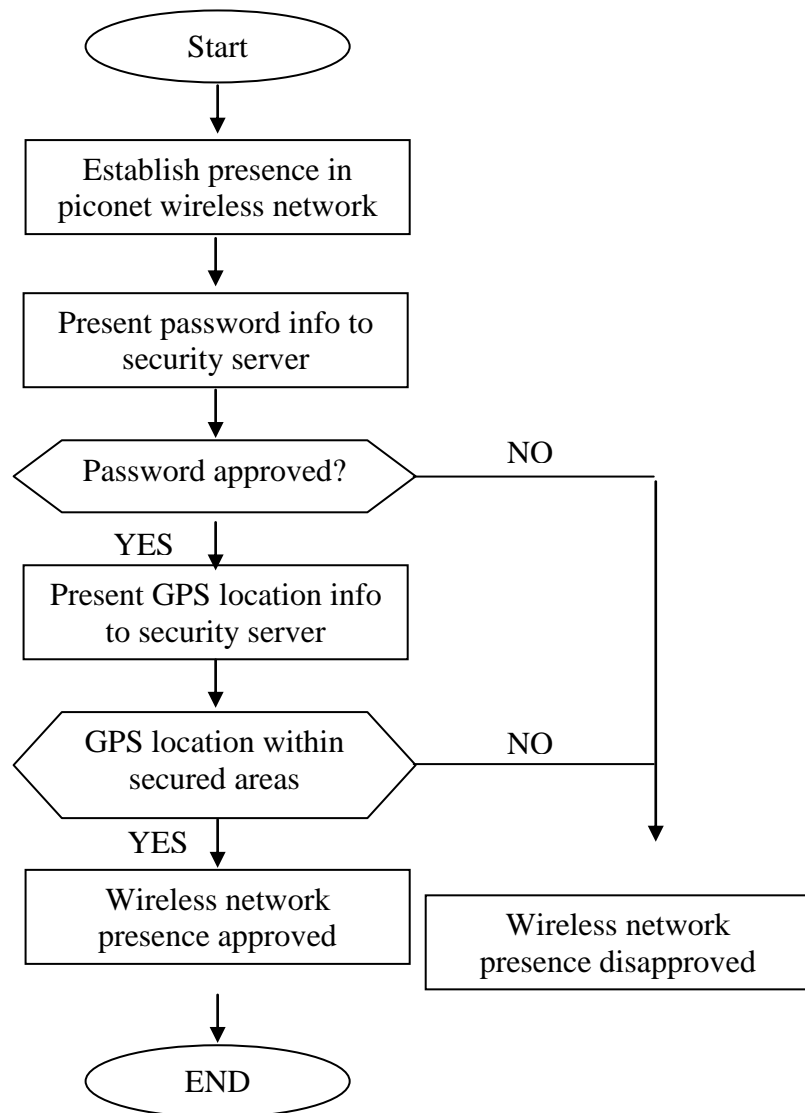 Start
Establish presence in
piconet wireless network
Present password info to
security server
Password approved?
NO
YES
Present GPS location info
to security server
GPS location within
secured areas
NO
YES
Wireless network
presence approved
Wireless network
presence disapproved
END